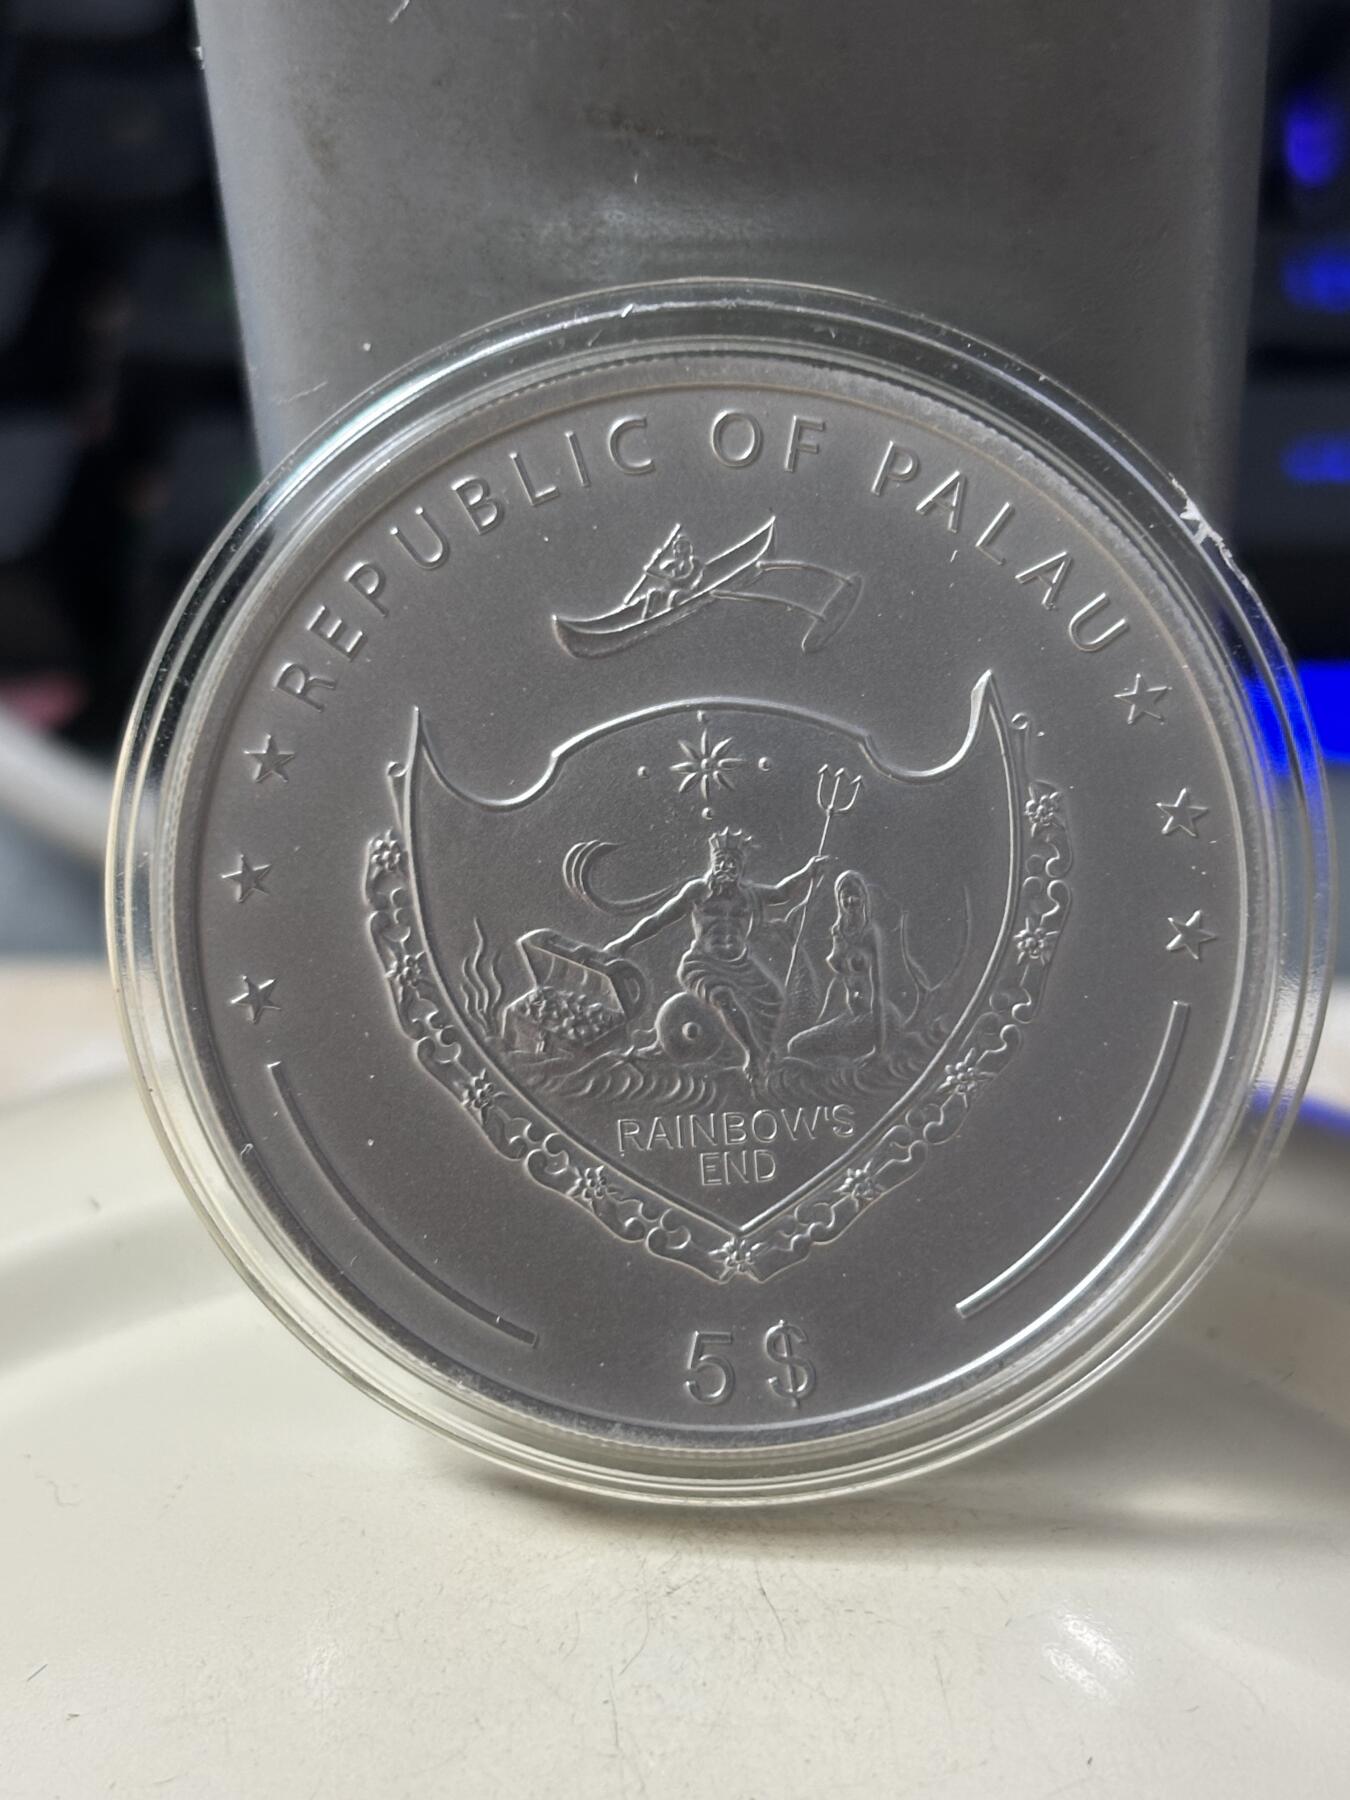 REPUBLIC OF PALAU
RAINBOW'S
END
5 $